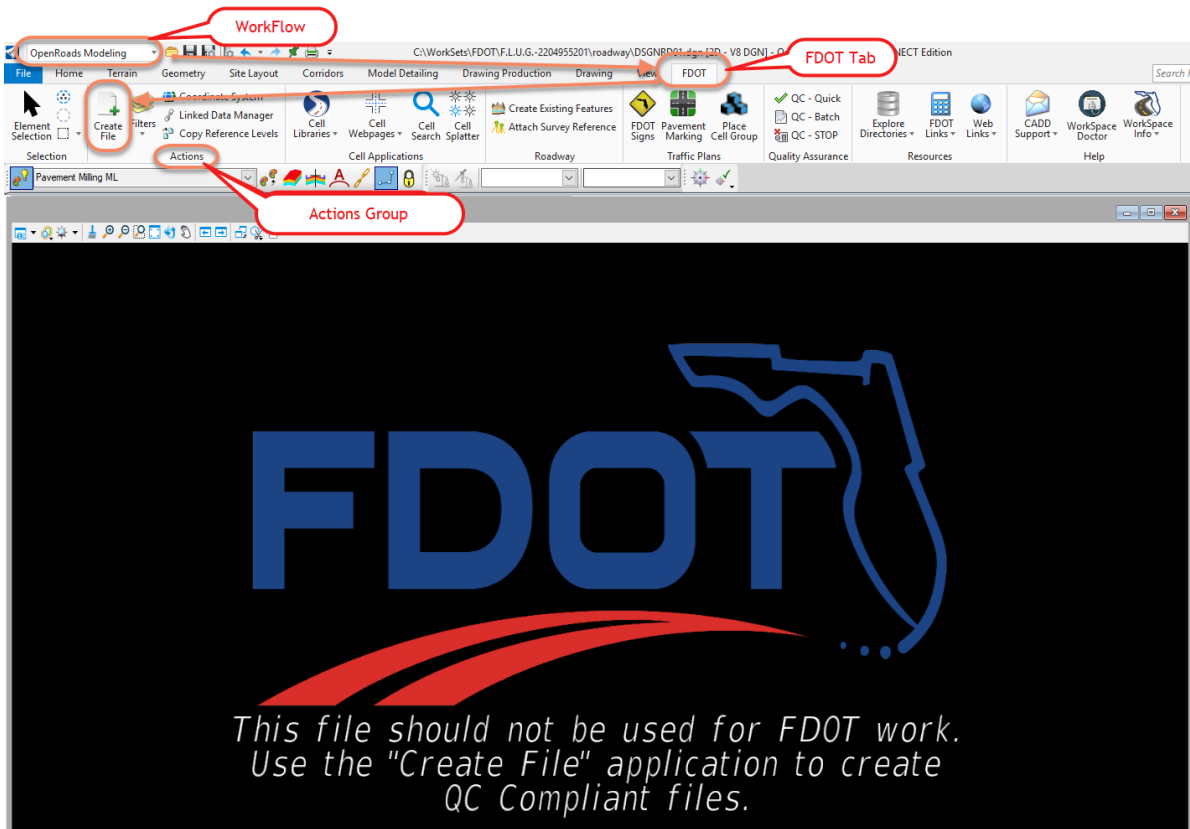 WorkFlow
OpenRoads Modeling
C:\WorkSets\FDOT\F.L.U.G.-2204955201\roadway\DSGNRD01.dgn [2D - V8 DGN] - O
NECT Edition
FDOT Tab
File Home Terrain Geometry Site Layout Corridors Model Detailing Drawing Production Drawing View FDOT
Search
Element Selection
Create File
Filters
Coordinate System
Linked Data Manager
Copy Reference Levels
Cell Libraries
Cell Webpages
Cell Search
Cell Splatter
Create Existing Features
Attach Survey Reference
FDOT Signs
Pavement Marking
Place Cell Group
QC - Quick
QC - Batch
QC - STOP
Explore Directories
FDOT Links
Web Links
CADD Support
WorkSpace Doctor
WorkSpace Info
Selection Actions Cell Applications Roadway Traffic Plans Quality Assurance Resources Help
Pavement Milling ML
Actions Group
FDOT
This file should not be used for FDOT work.
Use the "Create File" application to create
QC Compliant files.